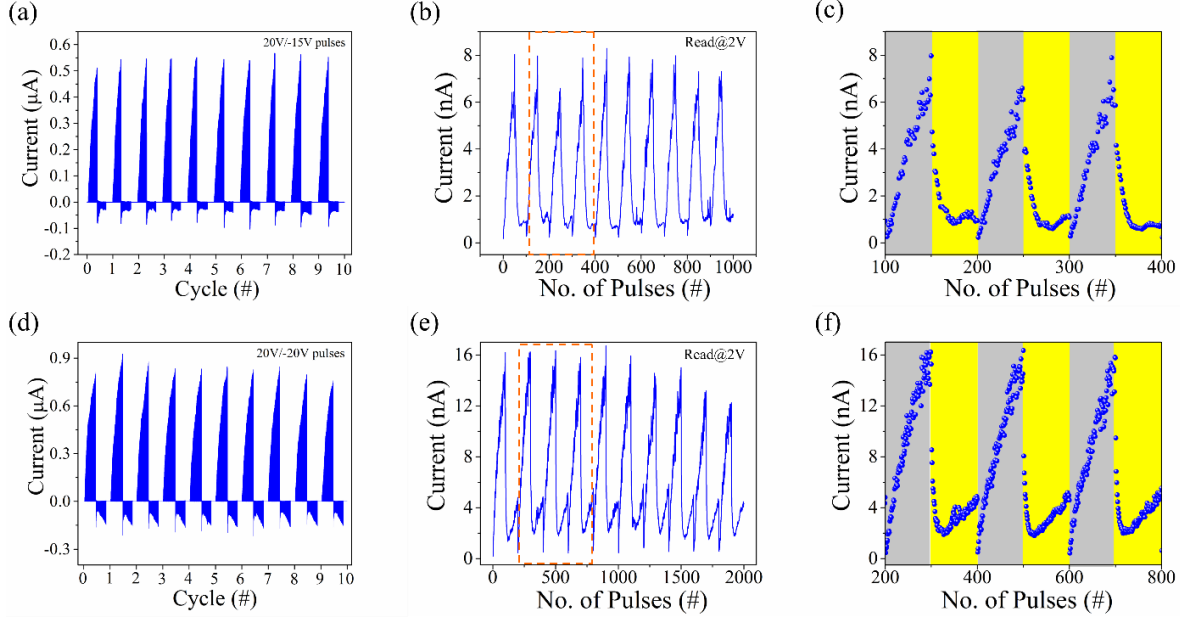 (a)
20V/-15V pulses
Current (μA)
0.6
0.5
0.4
0.3
0.2
0.1
0.0
-0.1
-0.2
0 1 2 3 4 5 6 7 8 9 10
Cycle (#)
(b)
Read@2V
Current (nA)
8
6
4
2
0
0 200 400 600 800 1000
No. of Pulses (#)
(c)
Current (nA)
8
6
4
2
0
100 200 300 400
No. of Pulses (#)
(d)
20V/-20V pulses
Current (μA)
0.9
0.6
0.3
0.0
-0.3
0 1 2 3 4 5 6 7 8 9 10
Cycle (#)
(e)
Read@2V
Current (nA)
16
12
8
4
0
0 500 1000 1500 2000
No. of Pulses (#)
(f)
Current (nA)
16
12
8
4
0
200 400 600 800
No. of Pulses (#)